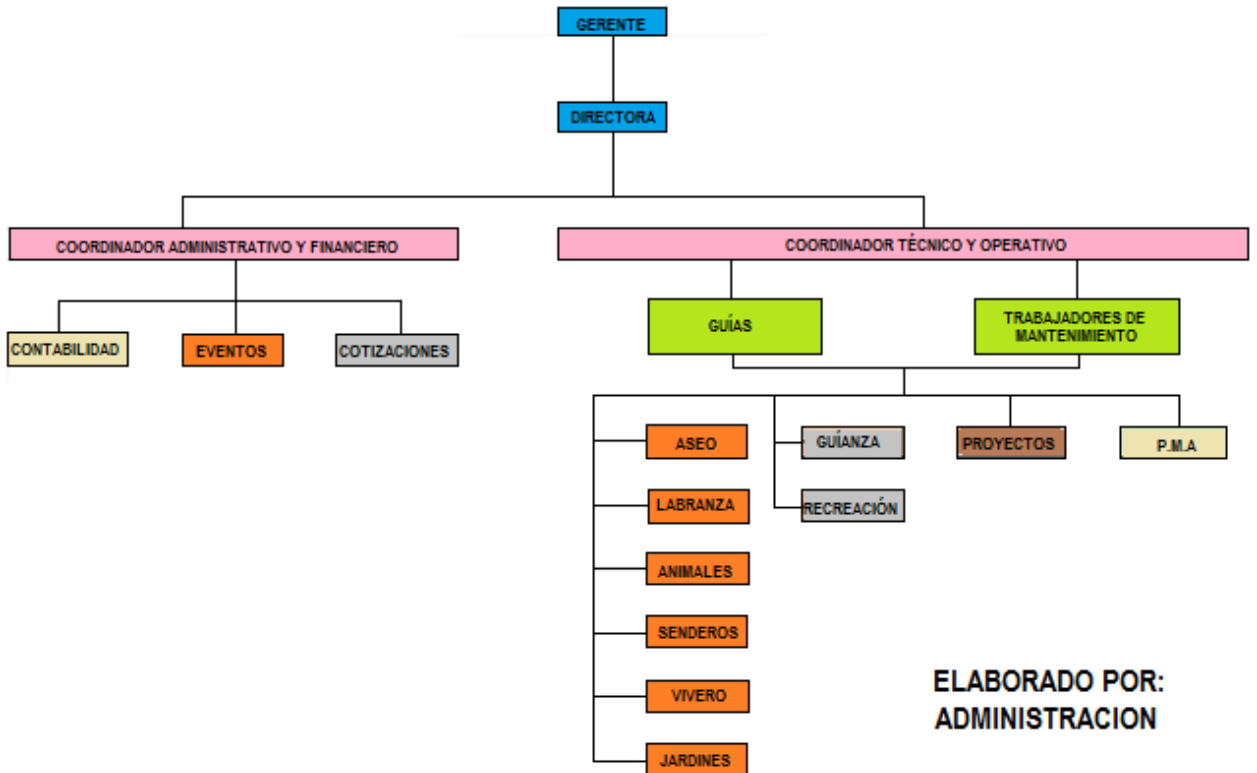 GERENTE
DIRECTORA
COORDINADOR ADMINISTRATIVO Y FINANCIERO
COORDINADOR TÉCNICO Y OPERATIVO
CONTABILIDAD
EVENTOS
COTIZACIONES
GUÍAS
TRABAJADORES DE
MANTENIMIENTO
ASEO
GUÍANZA
PROYECTOS
P.M.A
LABRANZA
RECREACIÓN
ANIMALES
SENDEROS
VIVERO
JARDINES
ELABORADO POR:
ADMINISTRACION